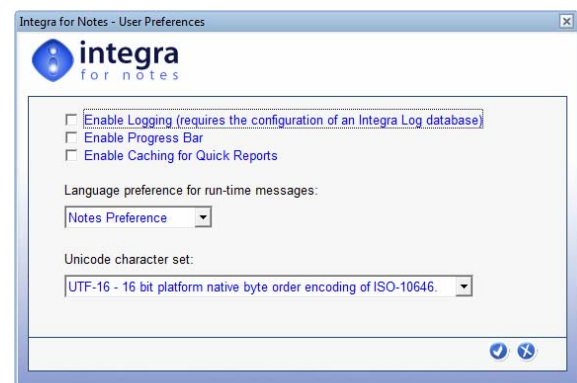 Integra for Notes - User Preferences
integra
for notes
Enable Logging (requires the configuration of an Integra Log database)
Enable Progress Bar
Enable Caching for Quick Reports
Language preference for run-time messages:
Notes Preference
Unicode character set:
UTF-16 - 16 bit platform native byte order encoding of ISO-10646.